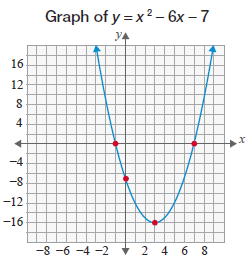 Graph of y = x² – 6x – 7
y
16
12
8
4
x
–4
–8
–12
–16
–8 –6 –4 –2 2 4 6 8